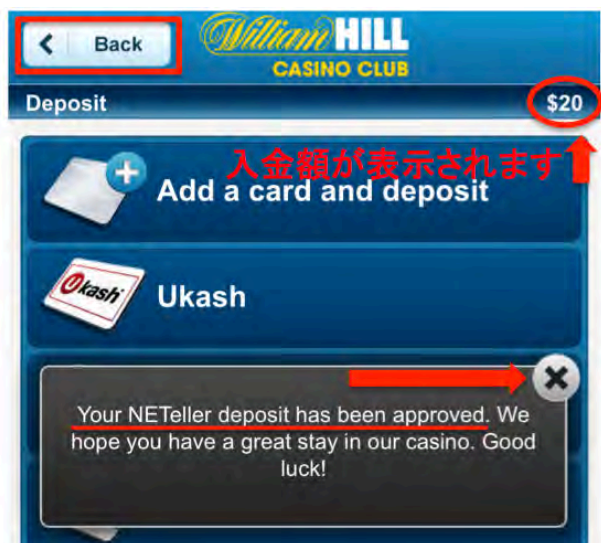 Back
William HILL
CASINO CLUB
Deposit $20
入金額が表示されます
Add a card and deposit
Ukash
Ukash
Your NETeller deposit has been approved. We
hope you have a great stay in our casino. Good
luck!